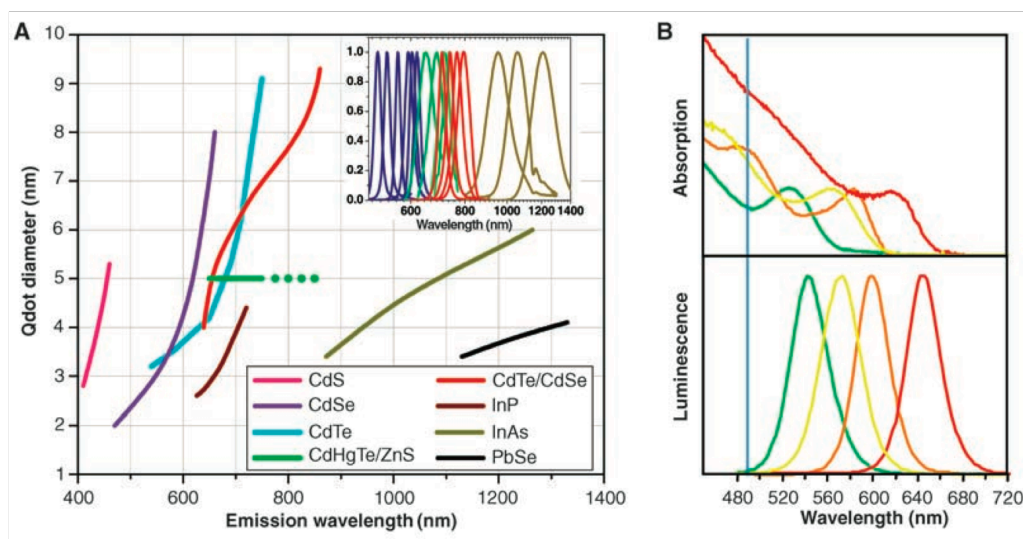 A
10
9
8
7
6
5
4
3
2
1
Qdot diameter (nm)
400
600
800
1000
1200
1400
Emission wavelength (nm)
1.0
0.8
0.6
0.4
0.2
0.0
600
800
1000
1200
1400
Wavelength (nm)
CdS
CdSe
CdTe
CdHgTe/ZnS
CdTe/CdSe
InP
InAs
PbSe
B
Absorption
Luminescence
480
520
560
600
640
680
720
Wavelength (nm)